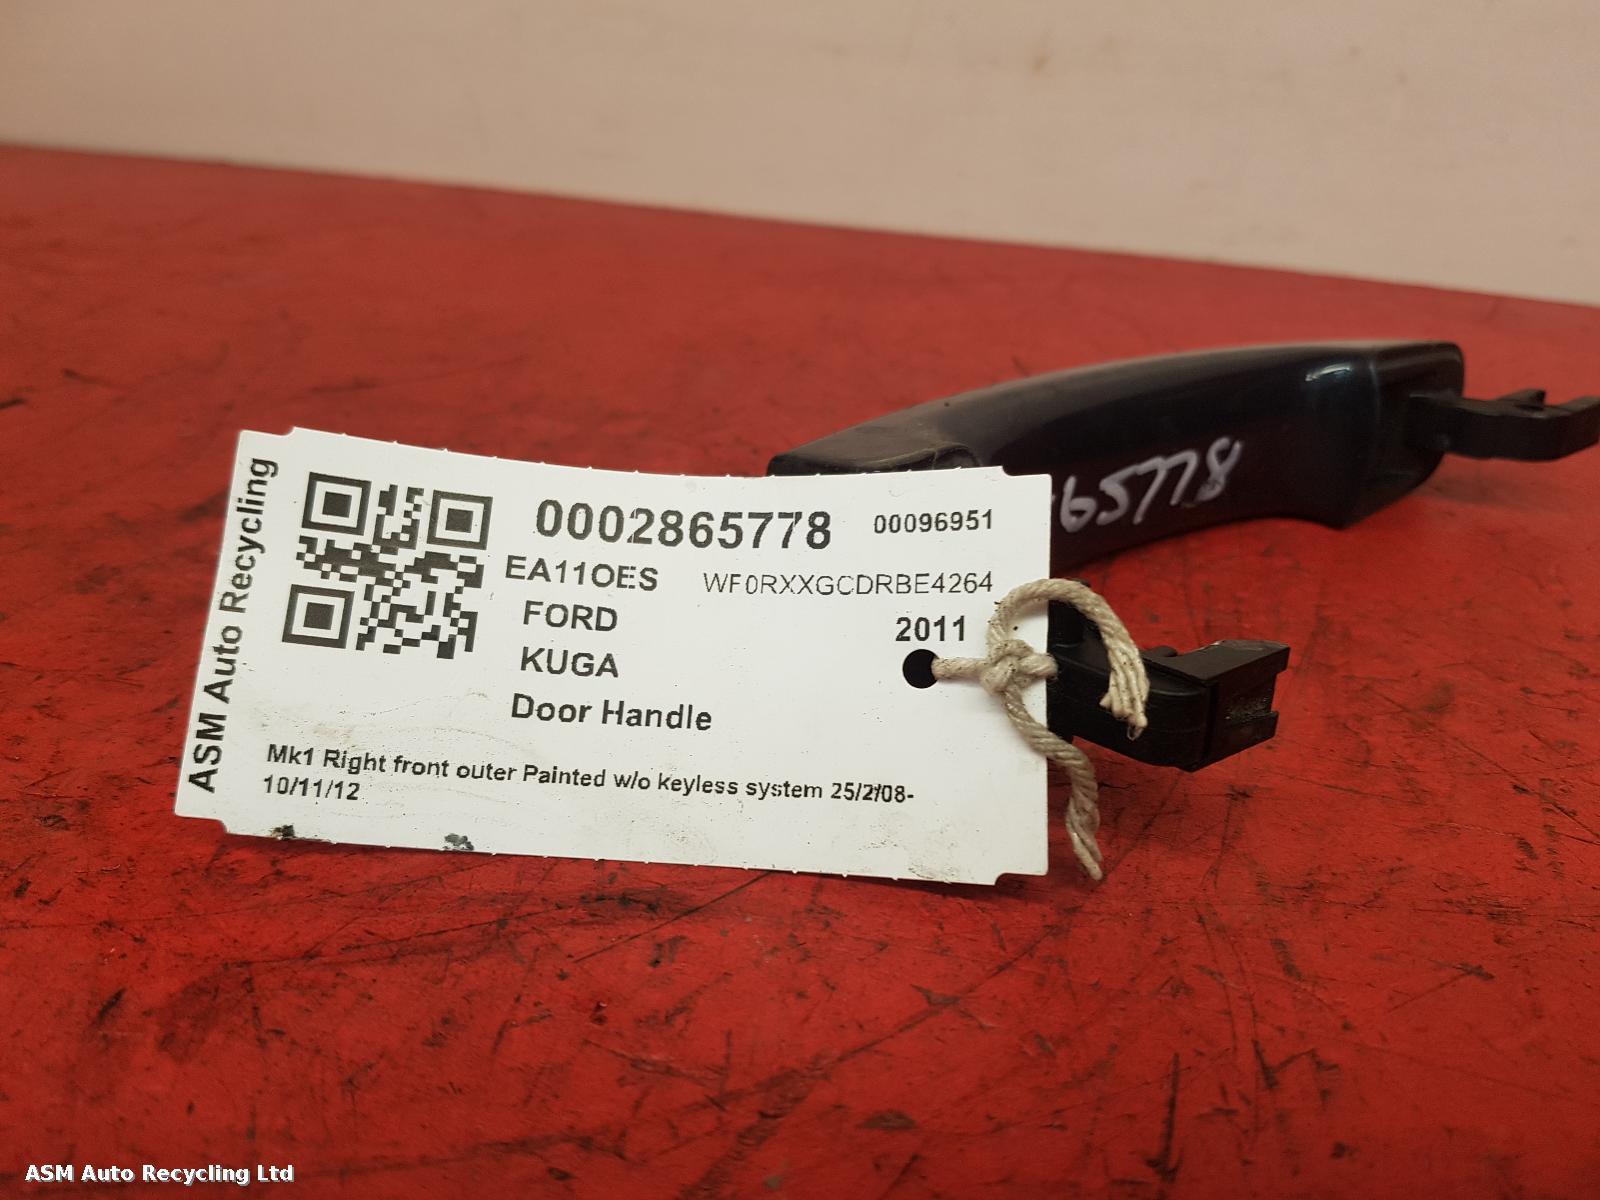 ASM Auto Recycling
0002865778 00096951
EA11OES WF0RXXGCDRBE4264
FORD 2011
KUGA
Door Handle
Mk1 Right front outer Painted w/o keyless system 25/2/08-
10/11/12
65778
ASM Auto Recycling Ltd